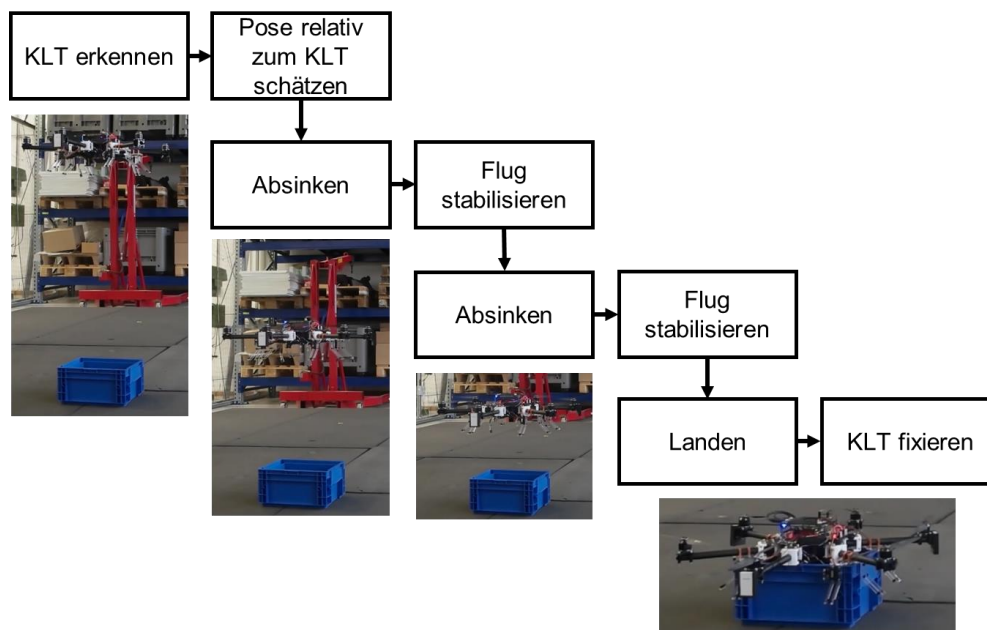 KLT erkennen
Pose relativ
zum KLT
schätzen
Absinken
Flug
stabilisieren
Absinken
Flug
stabilisieren
Landen
KLT fixieren